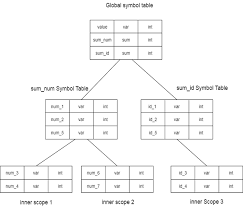 Global symbol table
value var int
sum_num sum int
sum_id sum int
sum_num Symbol Table
sum_id Symbol Table
num_1 var int
num_2 var int
num_5 var int
id_1 var int
id_2 var int
id_5 var int
num_3 var int
num_4 var int
num_6 var int
num_7 var int
id_3 var int
id_4 var int
inner scope 1
inner scope 2
inner Scope 3